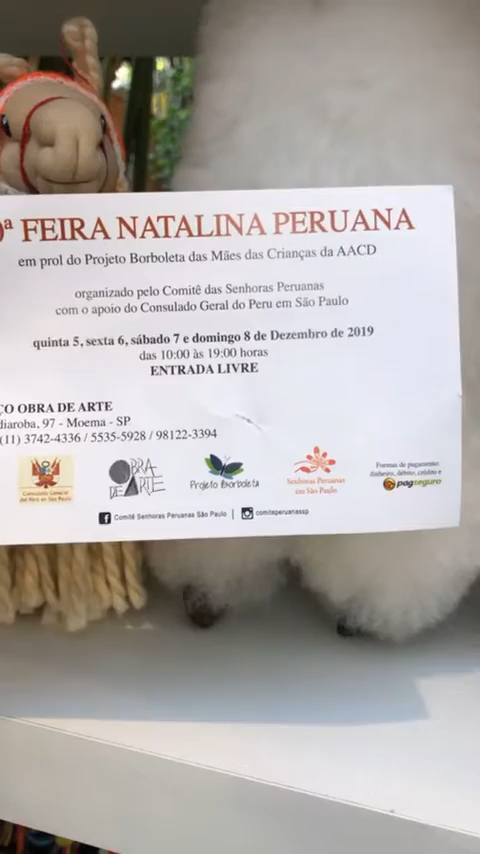 ª FEIRA NATALINA PERUANA
em prol do Projeto Borboleta das Mães das Crianças da AACD
organizado pelo Comitê das Senhoras Peruanas
com o apoio do Consulado Geral do Peru em São Paulo
quinta 5, sexta 6, sábado 7 e domingo 8 de Dezembro de 2019
das 10:00 às 19:00 horas
ENTRADA LIVRE
ÇO OBRA DE ARTE
diaroba, 97 - Moema - SP
(11) 3742-4336 / 5535-5928 / 98122-3394
Consulado General
del Perú en São Paulo
OBRA
DE ARTE
Projeto Borboleta
Senhoras Peruanas
em São Paulo
Formas de pagamento:
dinheiro, débito, crédito e
pagseguro
Comitê Senhoras Peruanas São Paulo | comiteperuanassp